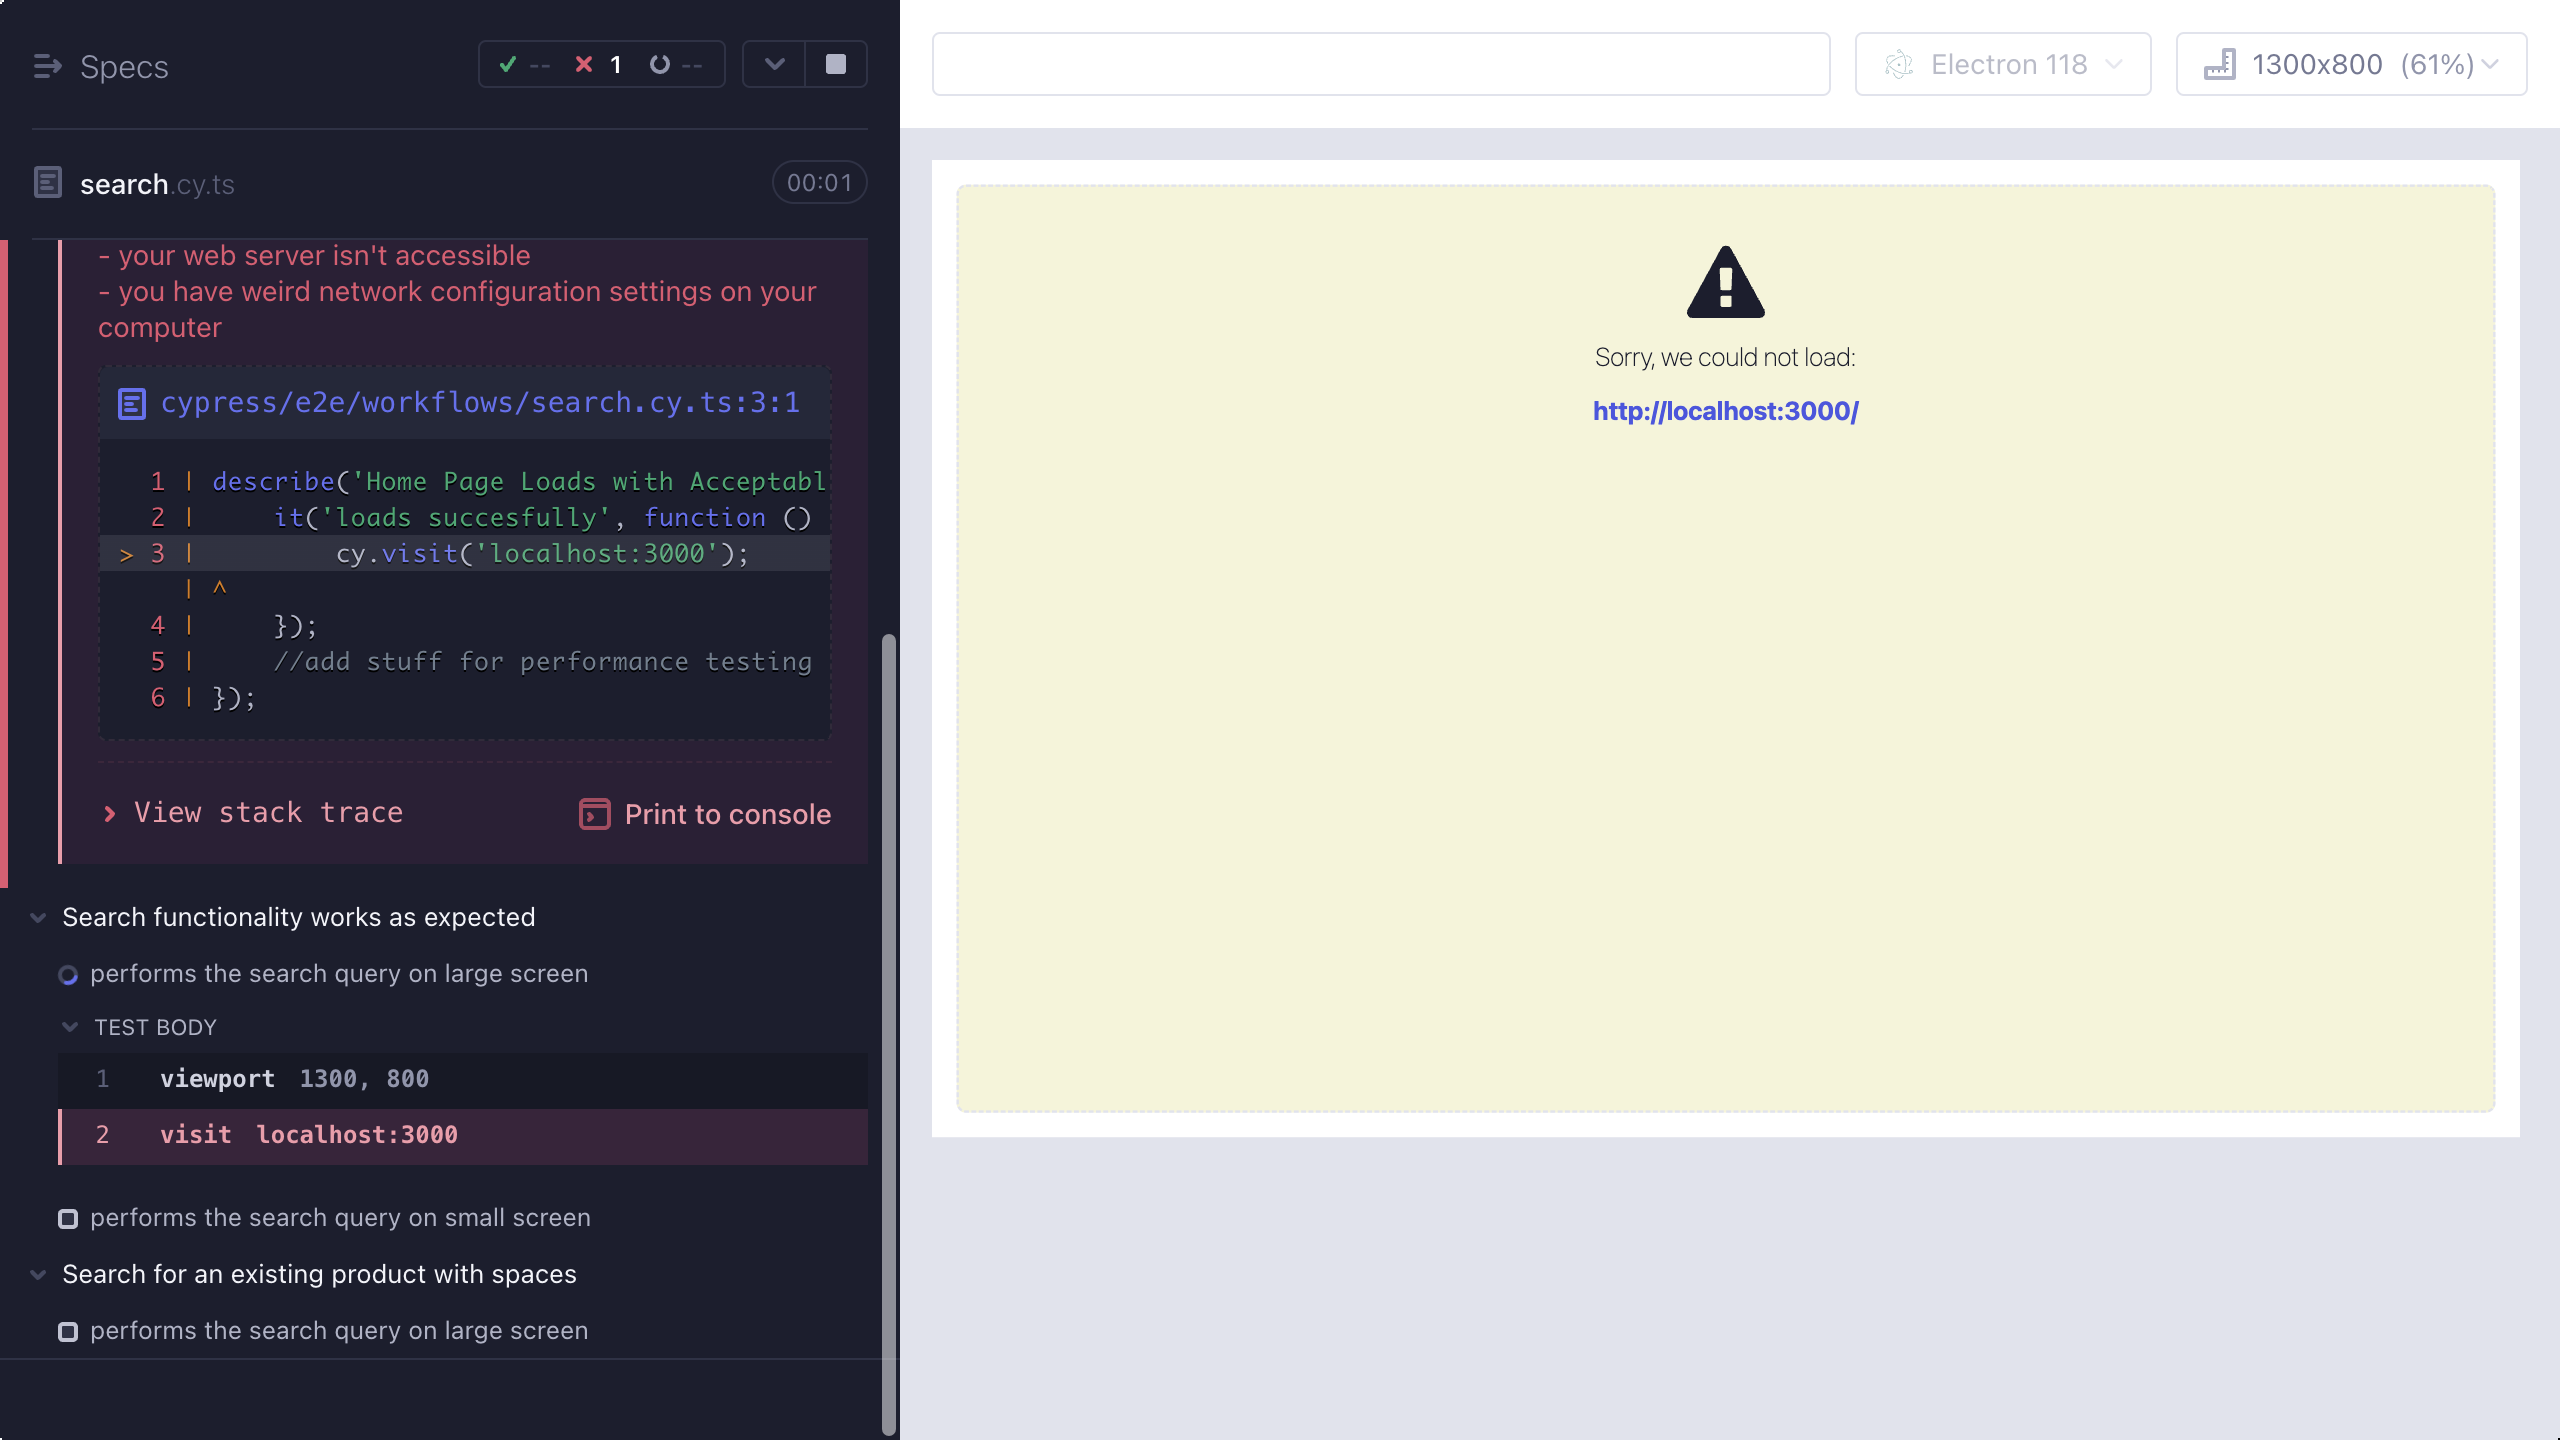 Specs
-- 1 --
search.cy.ts
00:01
- your web server isn't accessible
- you have weird network configuration settings on your
computer
cypress/e2e/workflows/search.cy.ts:3:1
1 | describe('Home Page Loads with Acceptabl
2 |     it('loads succesfully', function ()
> 3 |         cy.visit('localhost:3000');
| ^
4 |     });
5 |     //add stuff for performance testing
6 | });
View stack trace
Print to console
Search functionality works as expected
performs the search query on large screen
TEST BODY
1 viewport 1300, 800
2 visit localhost:3000
performs the search query on small screen
Search for an existing product with spaces
performs the search query on large screen
Electron 118
1300x800 (61%)
Sorry, we could not load:
http://localhost:3000/